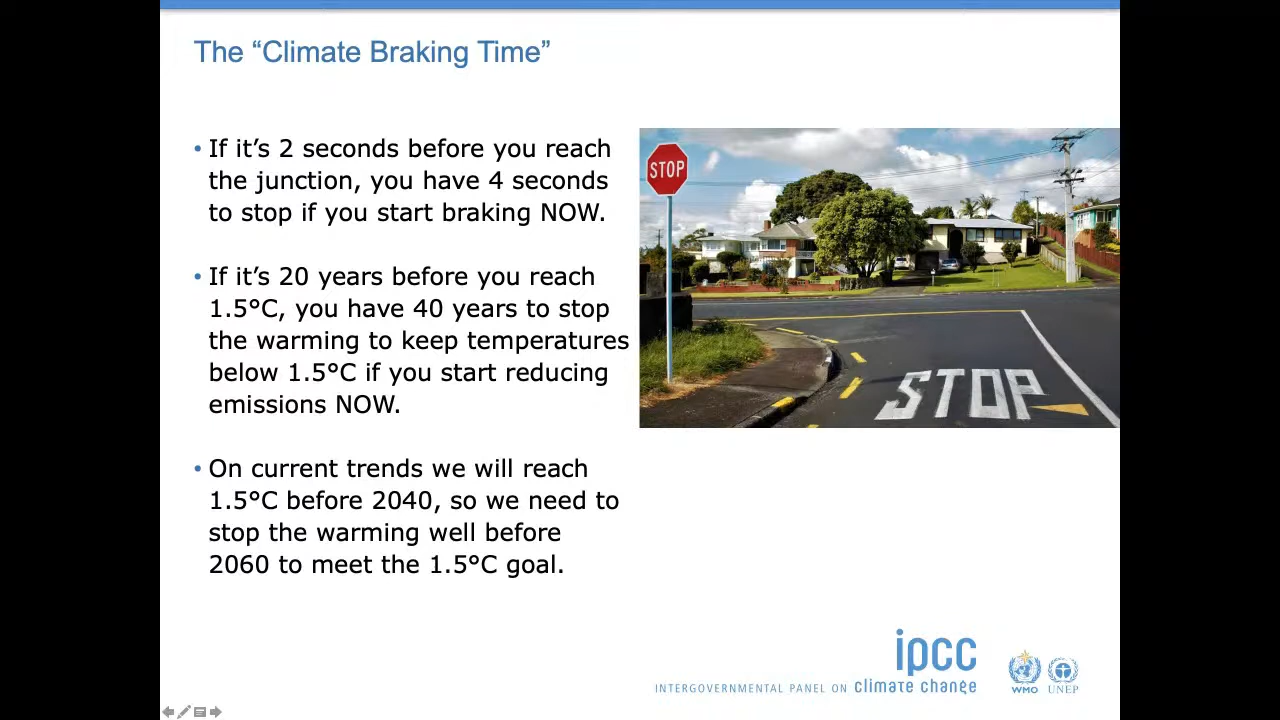 The “Climate Braking Time”
• If it’s 2 seconds before you reach
the junction, you have 4 seconds
to stop if you start braking NOW.
• If it’s 20 years before you reach
1.5°C, you have 40 years to stop
the warming to keep temperatures
below 1.5°C if you start reducing
emissions NOW.
• On current trends we will reach
1.5°C before 2040, so we need to
stop the warming well before
2060 to meet the 1.5°C goal.
STOP
STOP
ipcc
INTERGOVERNMENTAL PANEL ON climate change
WMO UNEP